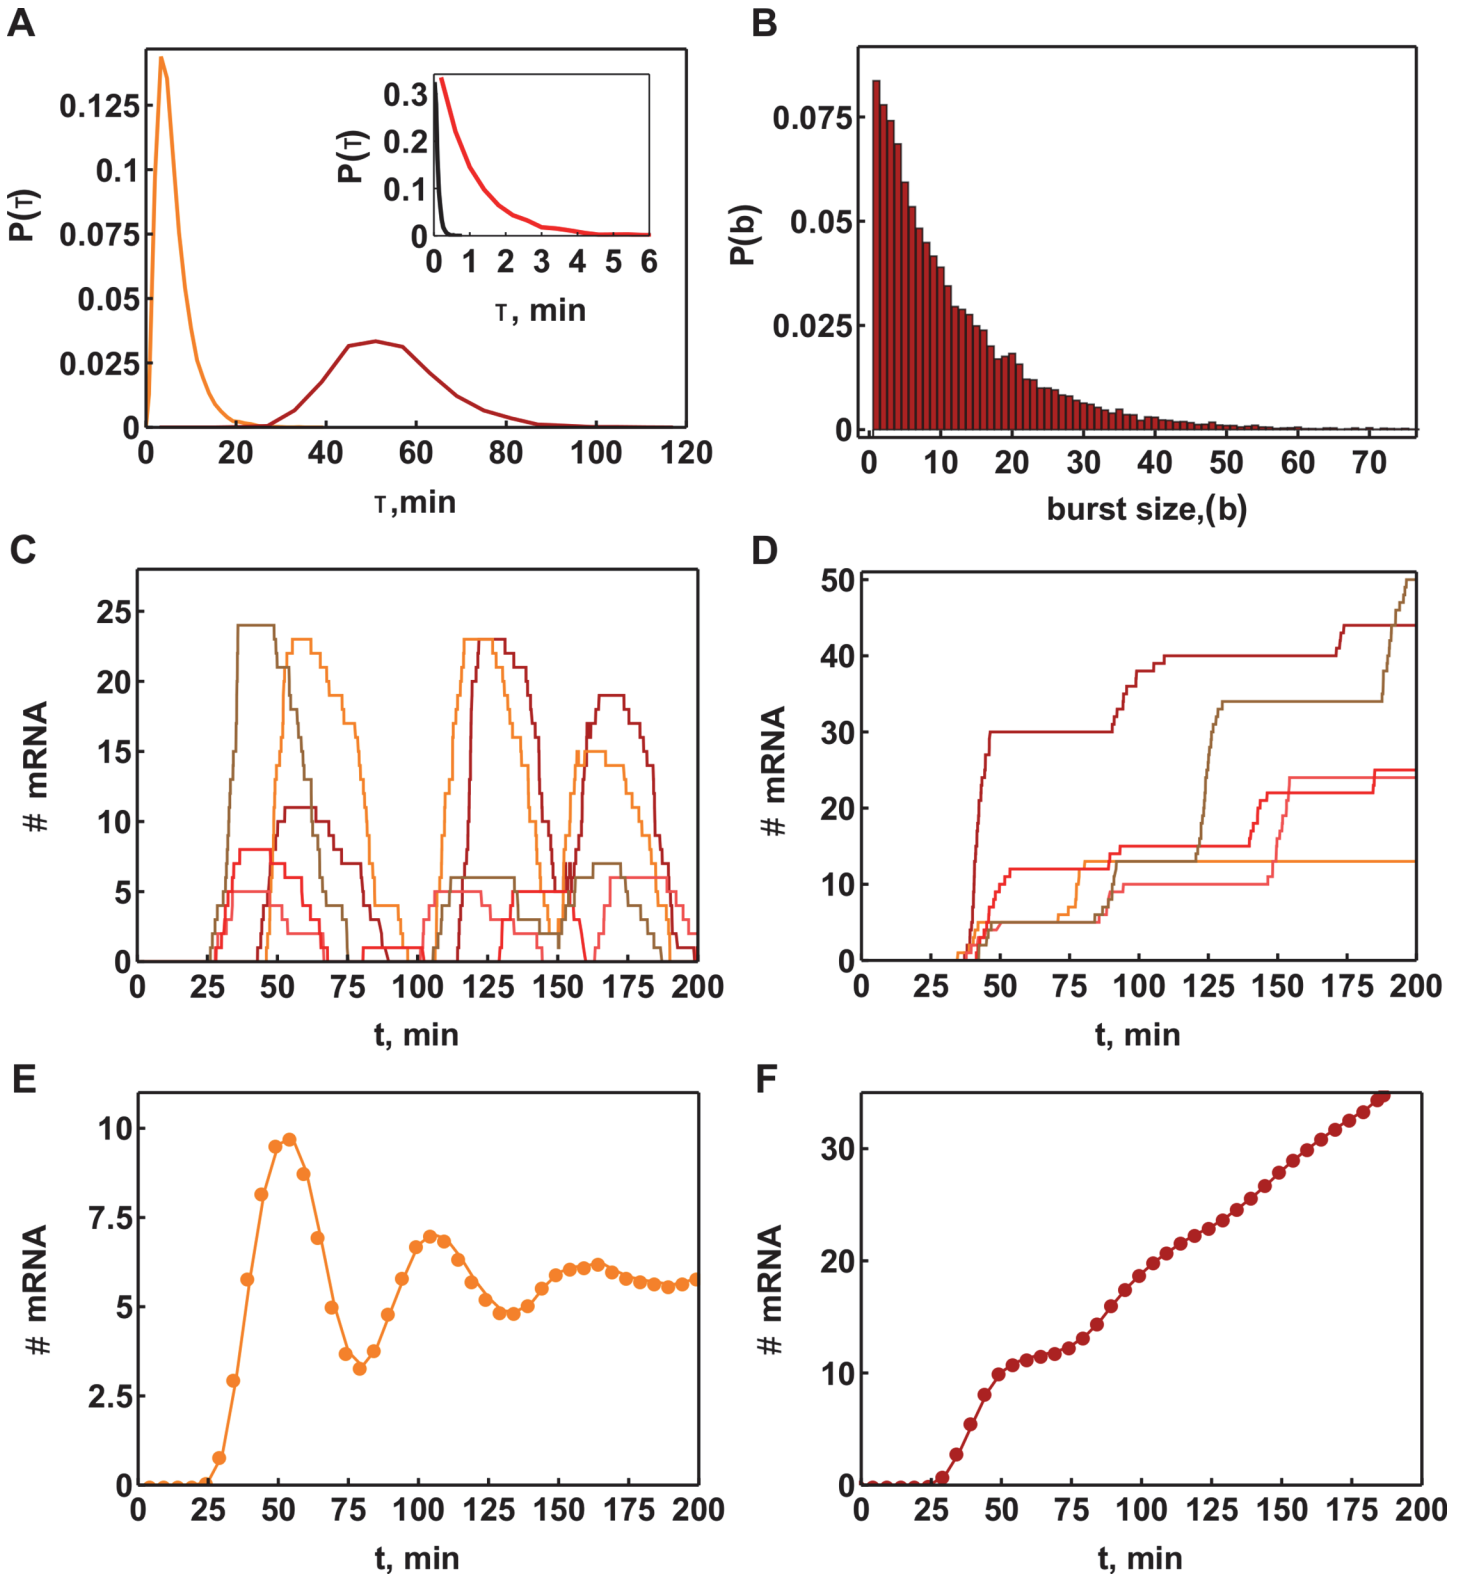 A
P(τ)
0.125
0.1
0.075
0.05
0.025
0
0 20 40 60 80 100 120
τ,min
P(τ)
0.3
0.2
0.1
0
0 1 2 3 4 5 6
τ, min
B
P(b)
0.075
0.05
0.025
0
0 10 20 30 40 50 60 70
burst size,(b)
C
# mRNA
25
20
15
10
5
0
0 25 50 75 100 125 150 175 200
t, min
D
# mRNA
50
40
30
20
10
0
0 25 50 75 100 125 150 175 200
t, min
E
# mRNA
10
7.5
5
2.5
0
0 25 50 75 100 125 150 175 200
t, min
F
# mRNA
30
20
10
0
0 25 50 75 100 125 150 175 200
t, min